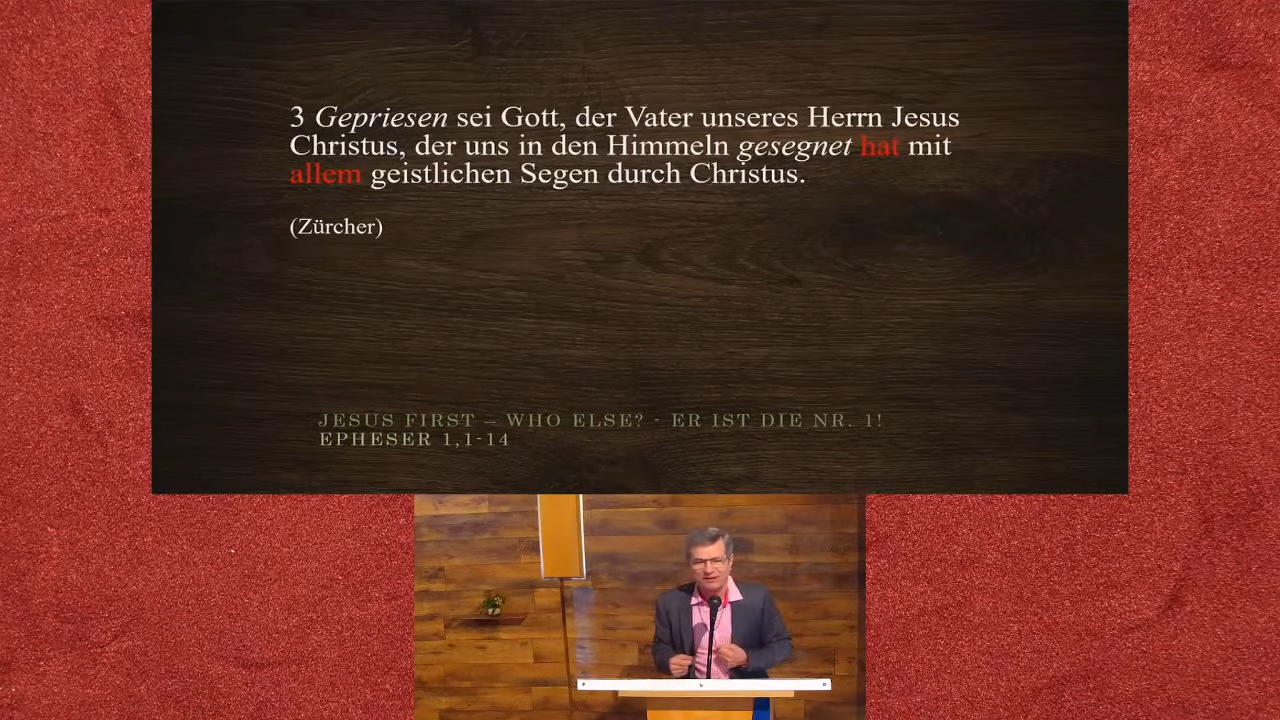 3 Gepriesen sei Gott, der Vater unseres Herrn Jesus
Christus, der uns in den Himmeln gesegnet hat mit
allem geistlichen Segen durch Christus.
(Zürcher)
JESUS FIRST – WHO ELSE? - ER IST DIE NR. 1!
EPHESER 1,1-14